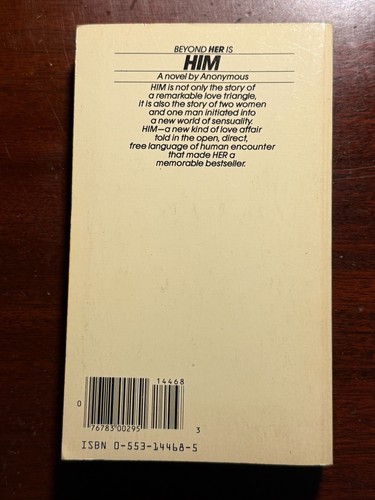 BEYOND HER IS
HIM
A novel by Anonymous
HIM is not only the story of
a remarkable love triangle,
it is also the story of two women
and one man initiated into
a new world of sensuality.
HIM—a new kind of love affair
told in the open, direct,
free language of human encounter
that made HER a
memorable bestseller.
14468
0
76783 00295
3
ISBN 0-553-14468-5